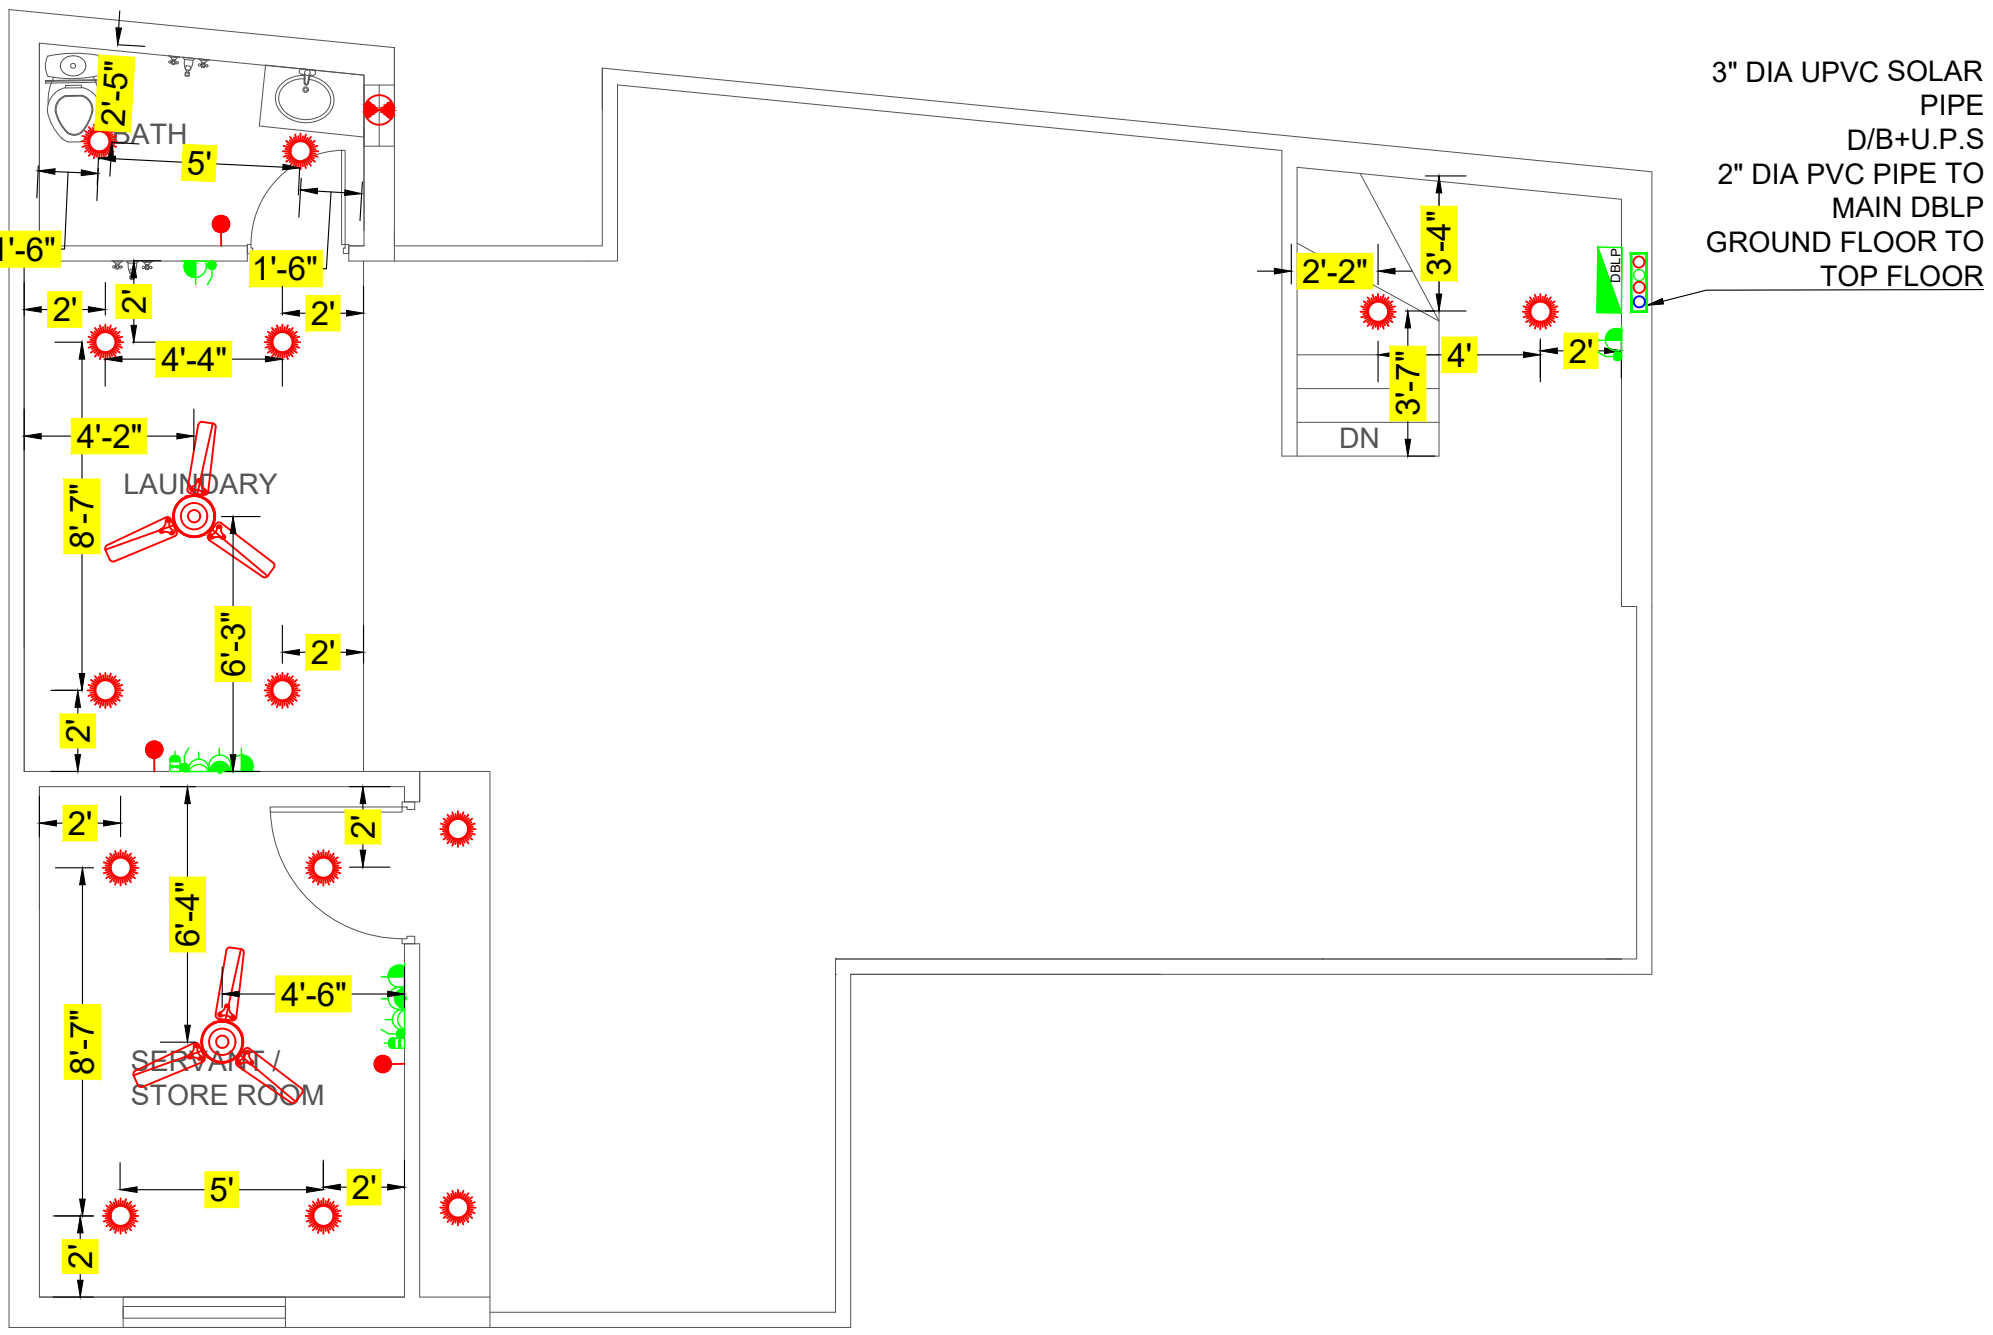 3" DIA UPVC SOLAR
PIPE
D/B+U.P.S
2" DIA PVC PIPE TO
MAIN DBLP
GROUND FLOOR TO
TOP FLOOR
2'-5"
BATH
5'
1'-6"
1'-6"
2'
2'
2'
4'-4"
4'-2"
LAUNDARY
8'-7"
6'-3"
2'
2'
2'-2"
3'-4"
DBLP
4'
2'
3'-7"
DN
2'
2'
6'-4"
4'-6"
8'-7"
SERVANT /
STORE ROOM
5'
2'
2'